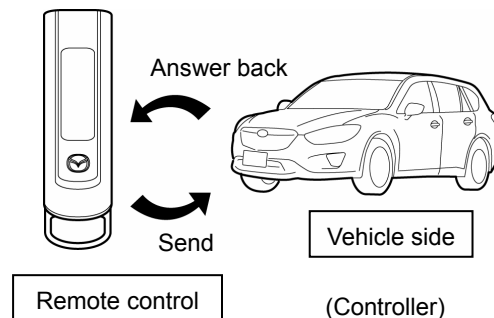 Answer back
Send
Vehicle side
Remote control
(Controller)